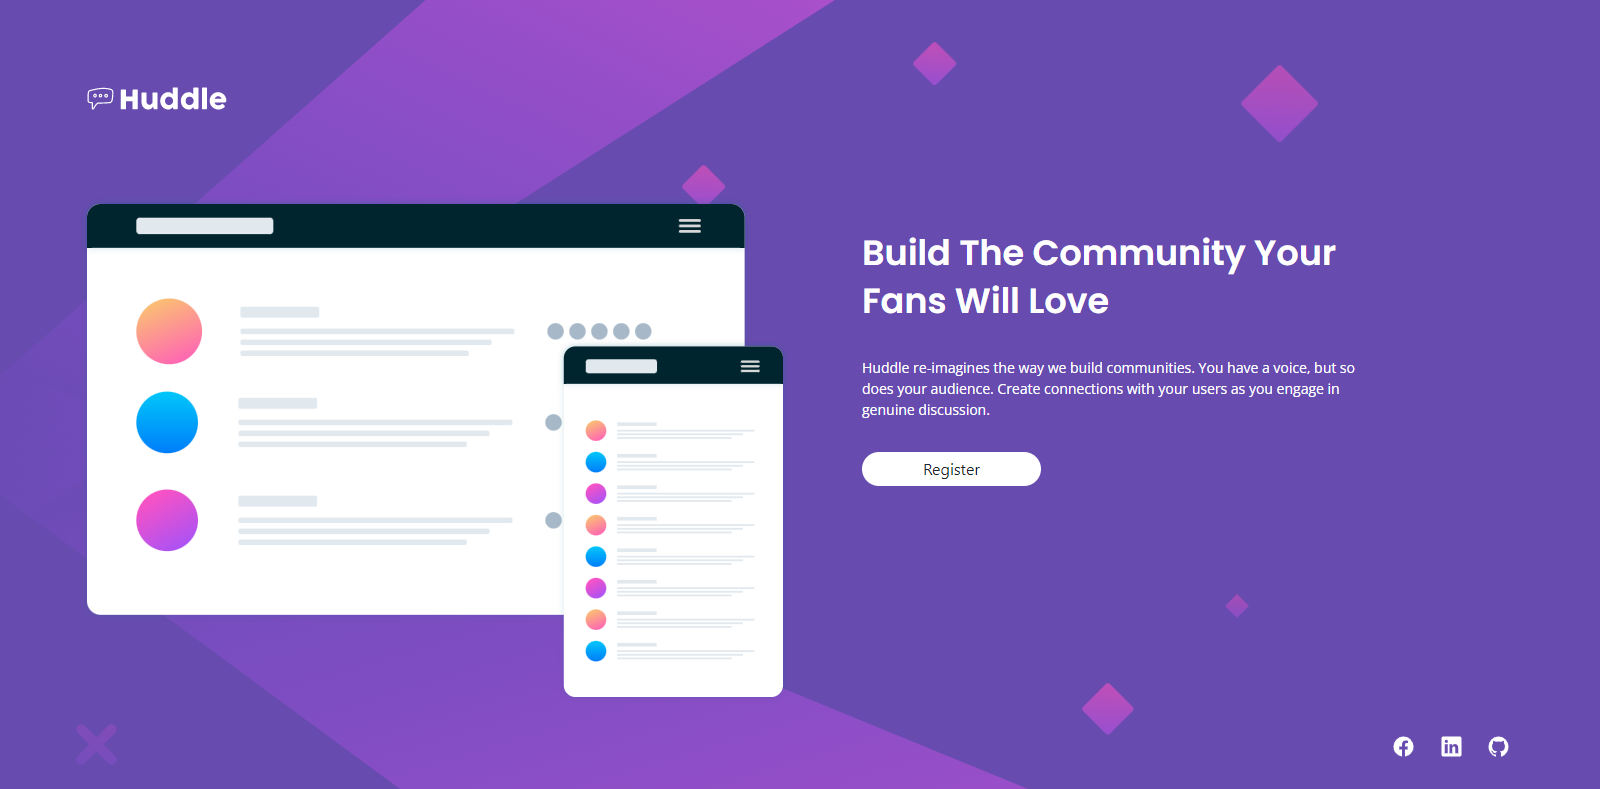 Huddle
Build The Community Your
Fans Will Love
Huddle re-imagines the way we build communities. You have a voice, but so
does your audience. Create connections with your users as you engage in
genuine discussion.
Register